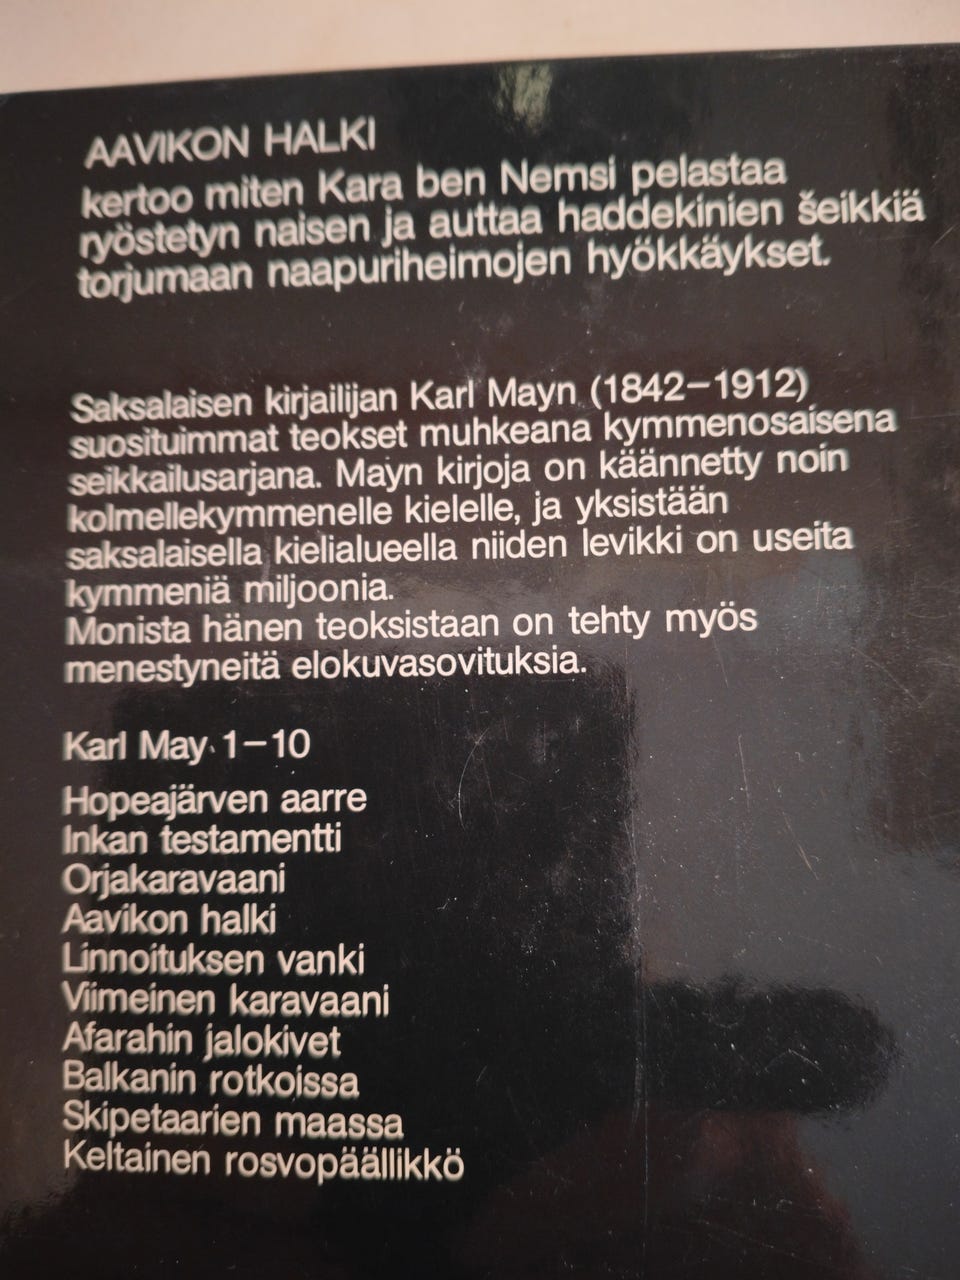 AAVIKON HALKI
kertoo miten Kara ben Nemsi pelastaa
ryöstetyn naisen ja auttaa haddekinien šeikkiä
torjumaan naapuriheimojen hyökkäykset.
Saksalaisen kirjailijan Karl Mayn (1842–1912)
suosituimmat teokset muhkeana kymmenosaisena
seikkailusarjana. Mayn kirjoja on käännetty noin
kolmellekymmenelle kielelle, ja yksistään
saksalaisella kielialueella niiden levikki on useita
kymmeniä miljoonia.
Monista hänen teoksistaan on tehty myös
menestyneitä elokuvasovituksia.
Karl May 1–10
Hopeajärven aarre
Inkan testamentti
Orjakaravaani
Aavikon halki
Linnoituksen vanki
Viimeinen karavaani
Afarahin jalokivet
Balkanin rotkoissa
Skipetaarien maassa
Keltainen rosvopäällikkö